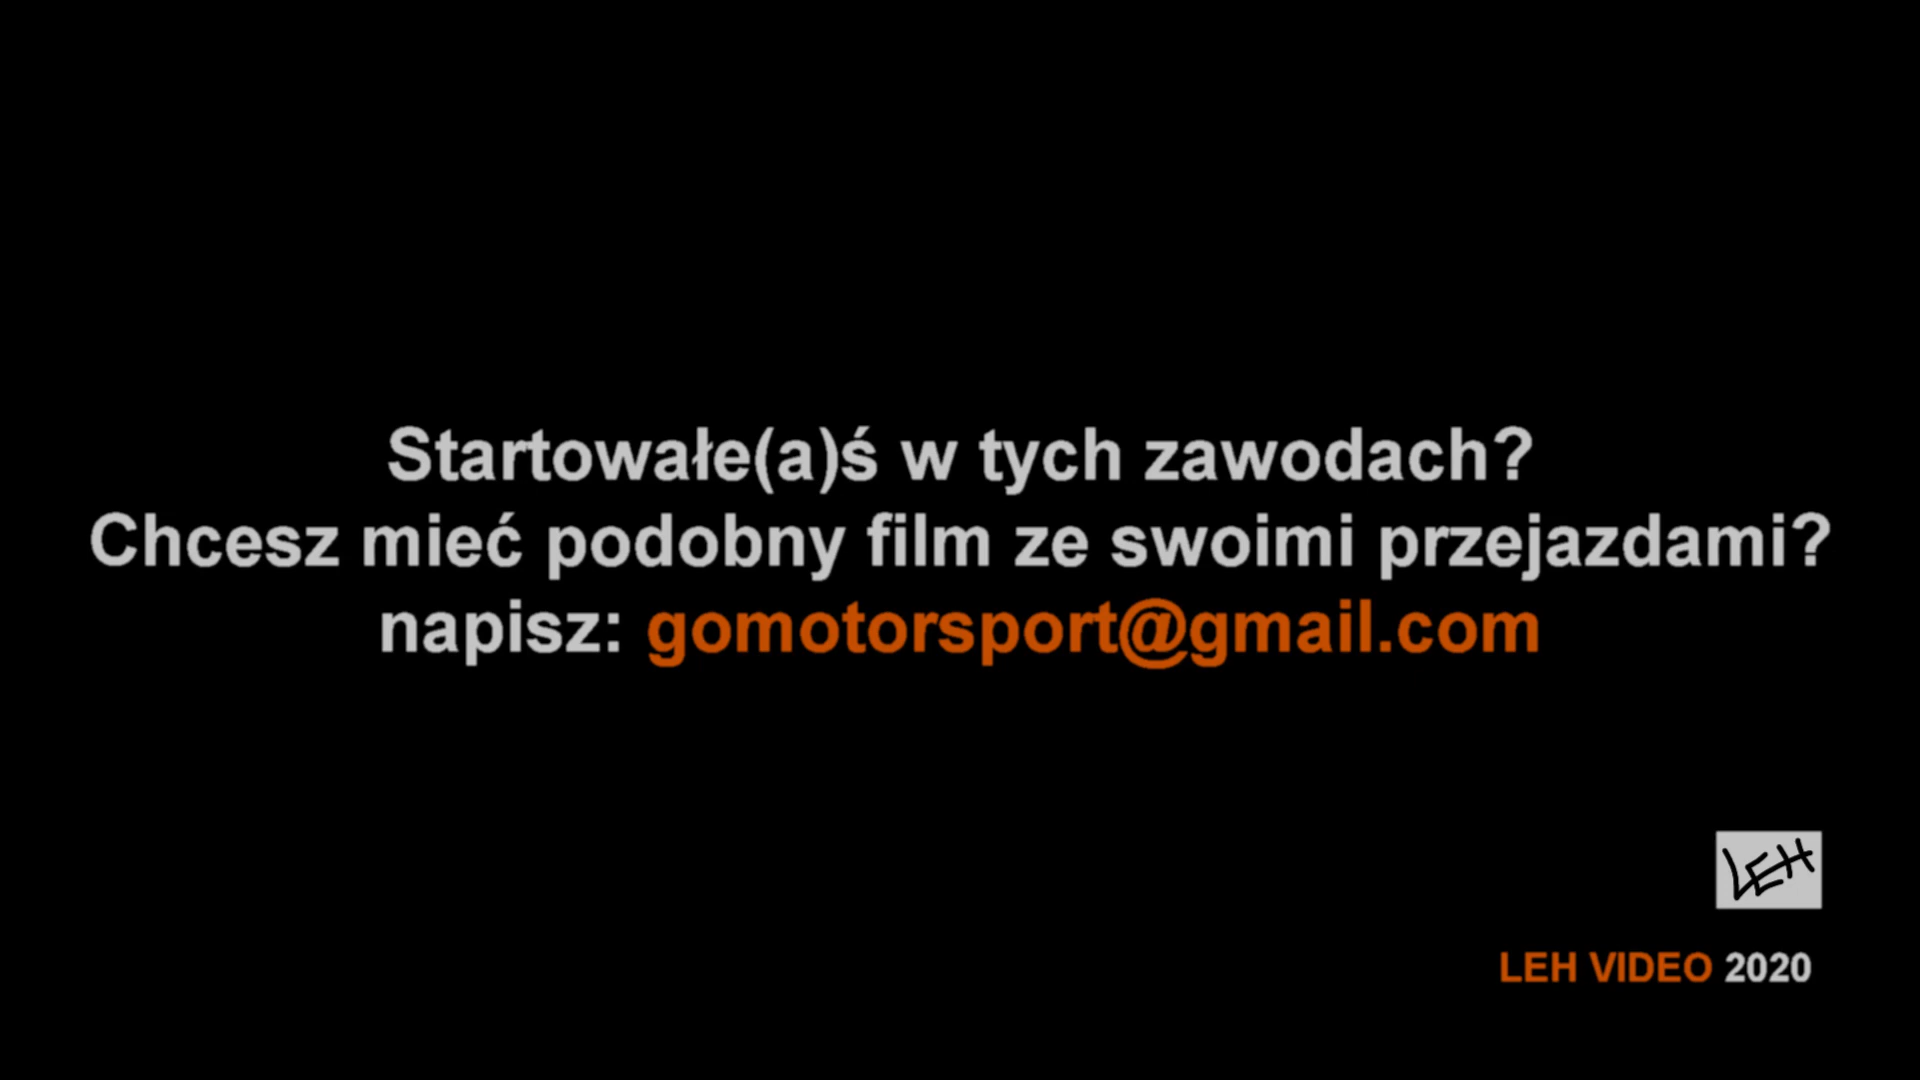 Startowałe(a)ś w tych zawodach?
Chcesz mieć podobny film ze swoimi przejazdami?
napisz: gomotorsport@gmail.com
LEH
LEH VIDEO 2020